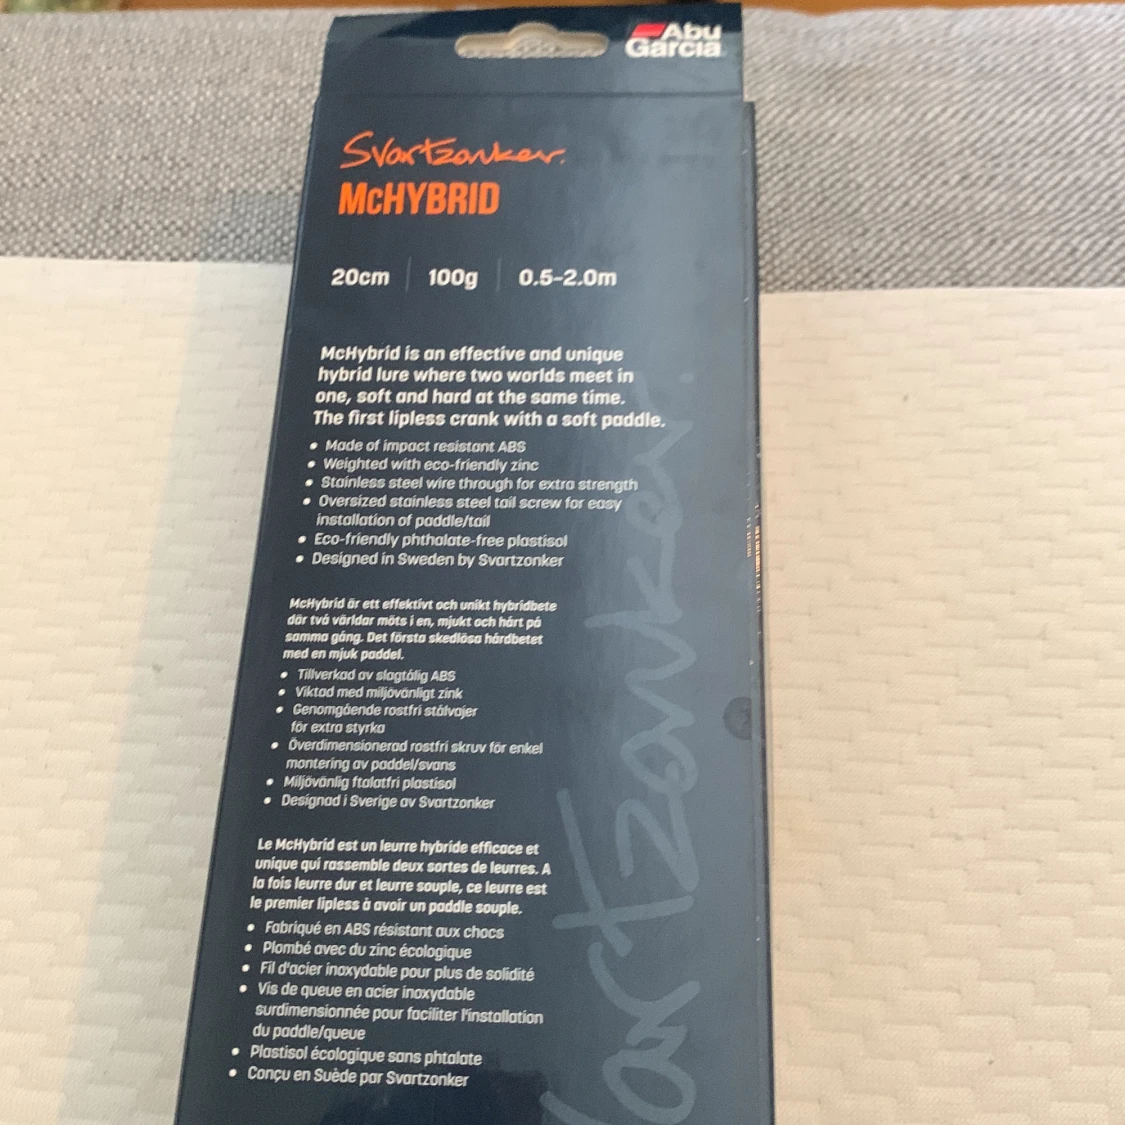 Abu
Garcia
Svartzonker.
McHYBRID
20cm 100g 0.5-2.0m
McHybrid is an effective and unique
hybrid lure where two worlds meet in
one, soft and hard at the same time.
The first lipless crank with a soft paddle.
• Made of impact resistant ABS
• Weighted with eco-friendly zinc
• Stainless steel wire through for extra strength
• Oversized stainless steel tail screw for easy
installation of paddle/tail
• Eco-friendly phthalate-free plastisol
• Designed in Sweden by Svartzonker
McHybrid är ett effektivt och unikt hybridbete
där två världar möts i en, mjukt och hårt på
samma gång. Det första skedlösa hårdbetet
med en mjuk paddel.
• Tillverkad av slagtålig ABS
• Viktad med miljövänligt zink
• Genomgående rostfri stålvajer
för extra styrka
• Överdimensionerad rostfri skruv för enkel
montering av paddel/svans
• Miljövänlig ftalatfri plastisol
• Designad i Sverige av Svartzonker
Le McHybrid est un leurre hybride efficace et
unique qui rassemble deux sortes de leurres. A
la fois leurre dur et leurre souple, ce leurre est
le premier lipless à avoir un paddle souple.
• Fabriqué en ABS résistant aux chocs
• Plombé avec du zinc écologique
• Fil d'acier inoxydable pour plus de solidité
• Vis de queue en acier inoxydable
surdimensionnée pour faciliter l'installation
du paddle/queue
• Plastisol écologique sans phtalate
• Conçu en Suède par Svartzonker
vartzonker.